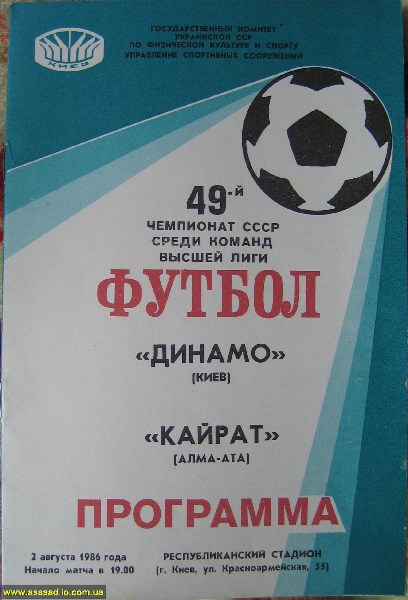 ГОСУДАРСТВЕННЫЙ КОМИТЕТ
УКРАИНСКОЙ ССР
ПО ФИЗИЧЕСКОЙ КУЛЬТУРЕ И СПОРТУ
УПРАВЛЕНИЕ СПОРТИВНЫХ СООРУЖЕНИЙ
КИЕВ
49-й
ЧЕМПИОНАТ СССР
СРЕДИ КОМАНД
ВЫСШЕЙ ЛИГИ
ФУТБОЛ
«ДИНАМО»
(КИЕВ)
«КАЙРАТ»
(АЛМА-АТА)
ПРОГРАММА
2 августа 1986 года
Начало матча в 19.00
РЕСПУБЛИКАНСКИЙ СТАДИОН
(г. Киев, ул. Красноармейская, 55)
www.sasasad.io.com.ua